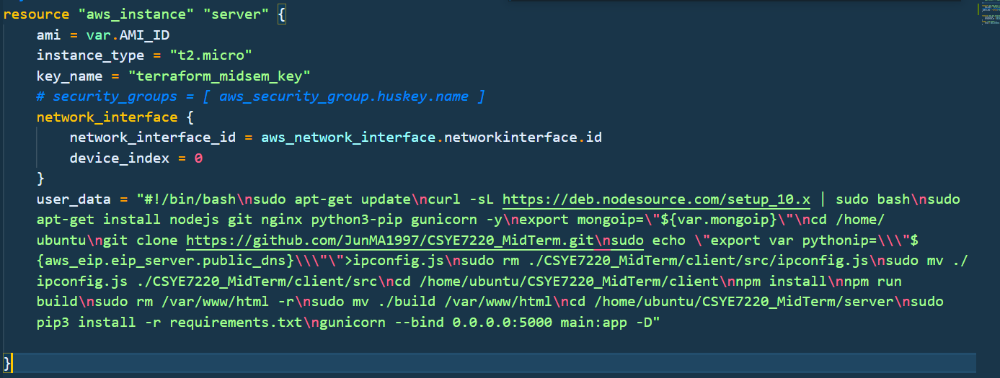 resource "aws_instance" "server" {
    ami = var.AMI_ID
    instance_type = "t2.micro"
    key_name = "terraform_midsem_key"
    # security_groups = [ aws_security_group.huskey.name ]
    network_interface {
        network_interface_id = aws_network_interface.networkinterface.id
        device_index = 0
    }
    user_data = "#!/bin/bash\nsudo apt-get update\ncurl -sL https://deb.nodesource.com/setup_10.x | sudo bash\nsudo
    apt-get install nodejs git nginx python3-pip gunicorn -y\nexport mongoip=\"${var.mongoip}\"\ncd /home/
    ubuntu\ngit clone https://github.com/JunMA1997/CSYE7220_MidTerm.git\nsudo echo \"export var pythonip=\\\"$
    {aws_eip.eip_server.public_dns}\\\"\">ipconfig.js\nsudo rm ./CSYE7220_MidTerm/client/src/ipconfig.js\nsudo mv ./
    ipconfig.js ./CSYE7220_MidTerm/client/src\ncd /home/ubuntu/CSYE7220_MidTerm/client\nnpm install\nnpm run
    build\nsudo rm /var/www/html -r\nsudo mv ./build /var/www/html\ncd /home/ubuntu/CSYE7220_MidTerm/server\nsudo
    pip3 install -r requirements.txt\ngunicorn --bind 0.0.0.0:5000 main:app -D"
}